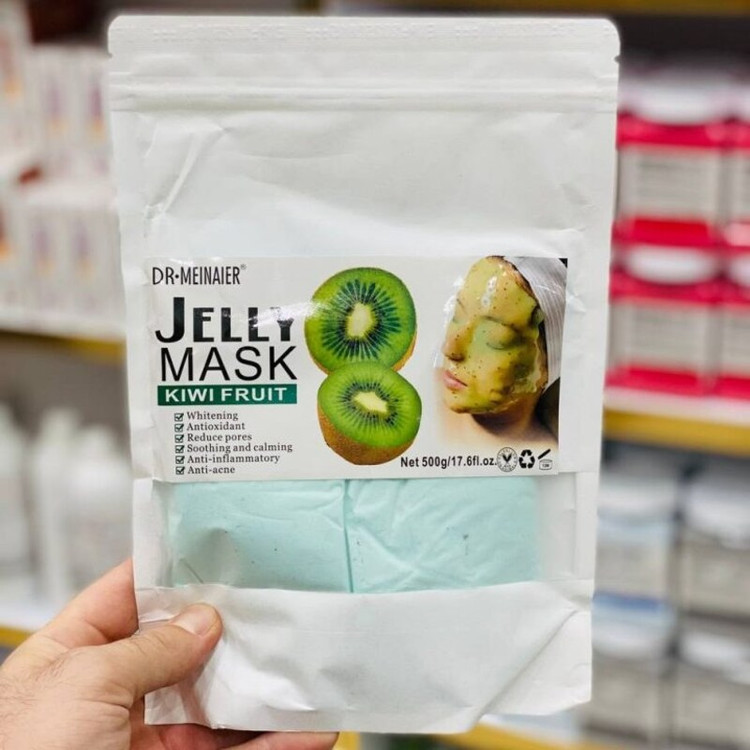 DR·MEINAIER®
JELLY
MASK
KIWI FRUIT
Whitening
Antioxidant
Reduce pores
Soothing and calming
Anti-inflammatory
Anti-acne
Net 500g/17.6fl.oz.